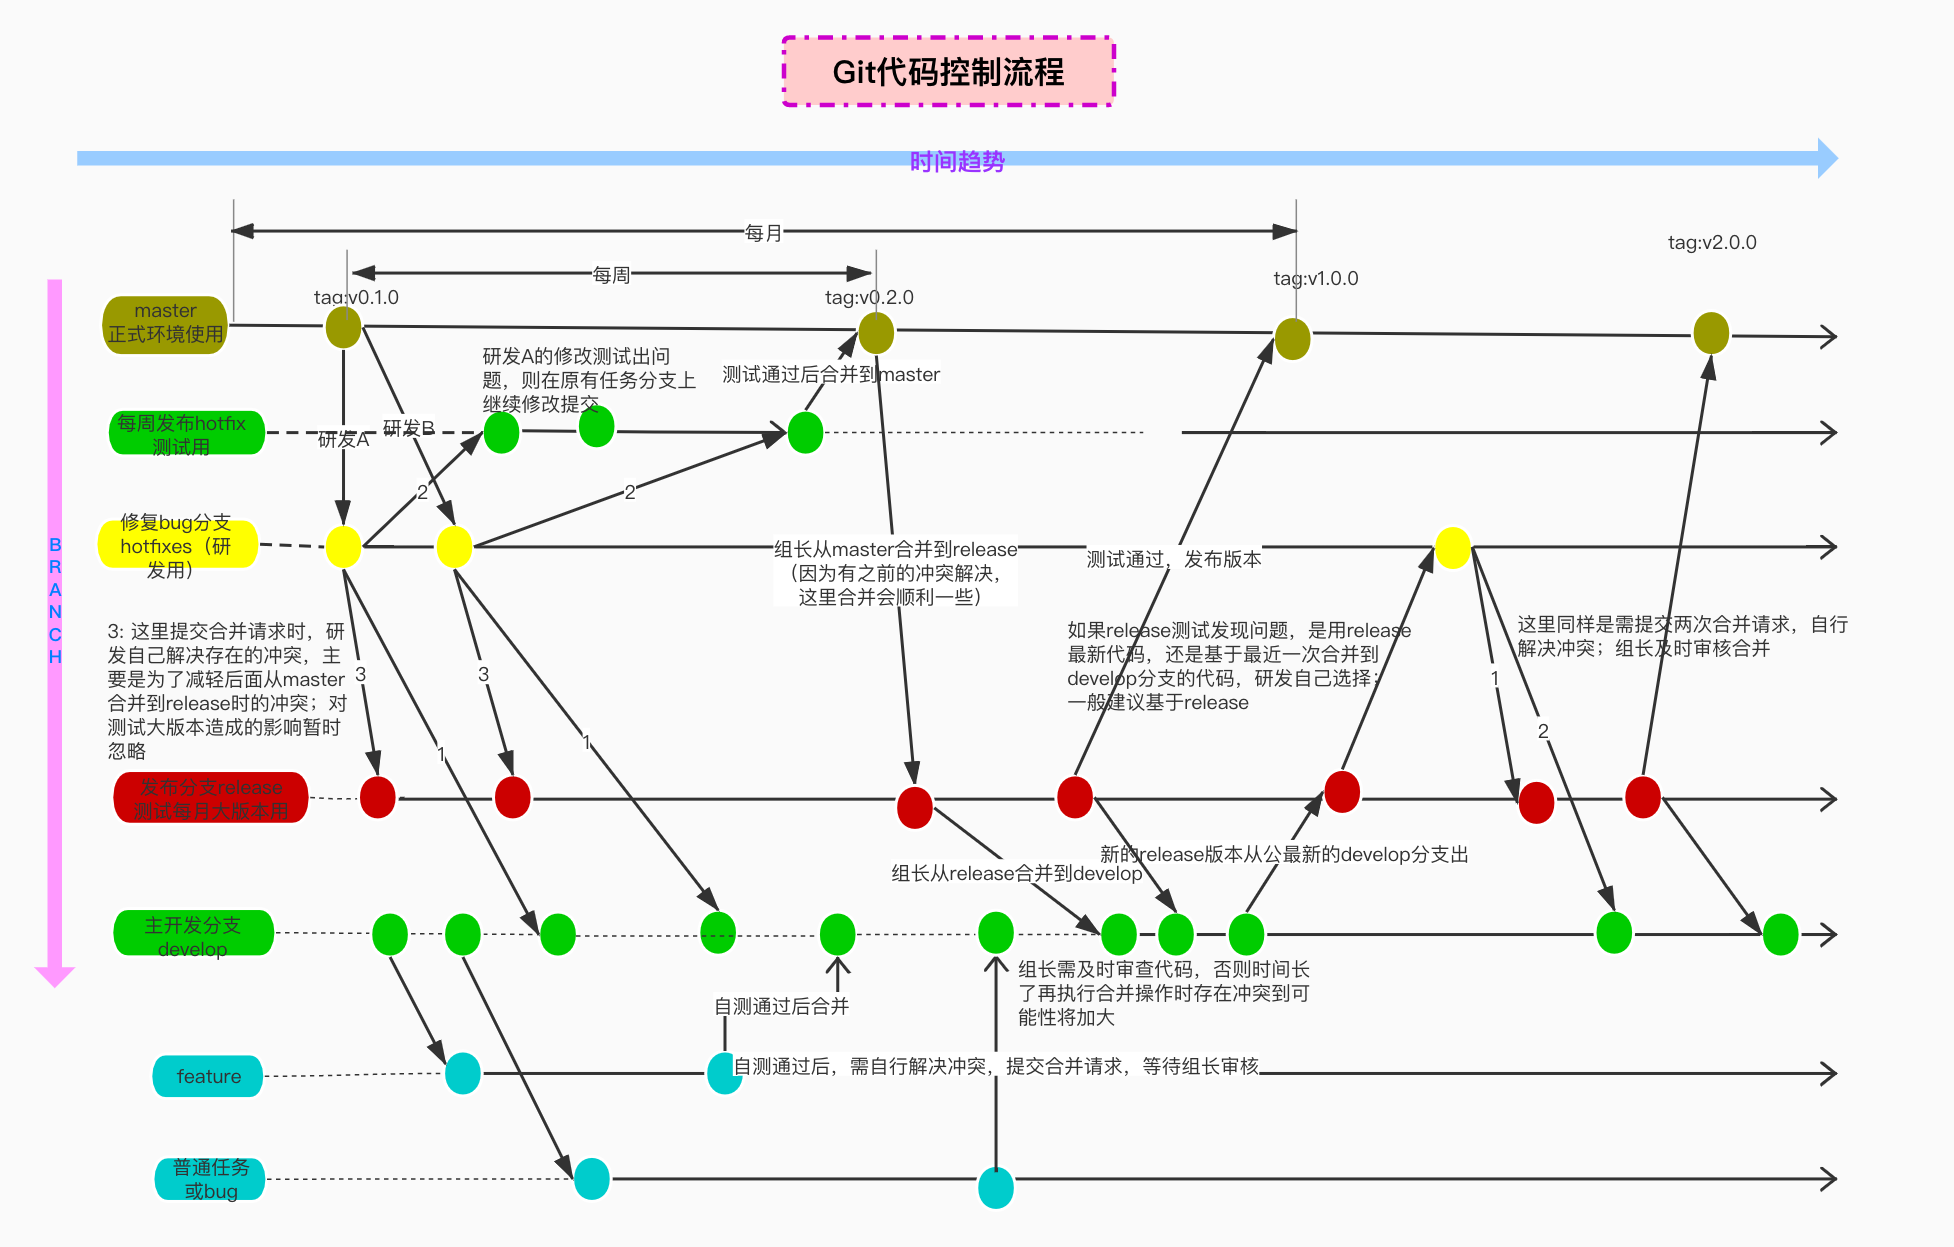 Git代码控制流程
时间趋势
每月
tag:v2.0.0
每周
tag:v1.0.0
tag:v0.1.0
tag:v0.2.0
master
正式环境使用
研发A的修改测试出问
题，则在原有任务分支上
继续修改提交
测试通过后合并到master
每周发布hotfix
测试用
研发A
研发B
2
2
修复bug分支
hotfixes（研
发用）
组长从master合并到release
（因为有之前的冲突解决，
这里合并会顺利一些）
测试通过，发布版本
B
R
A
N
C
H
3: 这里提交合并请求时，研
发自己解决存在的冲突，主
要是为了减轻后面从master
合并到release时的冲突；对
测试大版本造成的影响暂时
忽略
3
3
1
1
如果release测试发现问题，是用release
最新代码，还是基于最近一次合并到
develop分支的代码，研发自己选择；
一般建议基于release
这里同样是需提交两次合并请求，自行
解决冲突；组长及时审核合并
1
2
发布分支release
测试每月大版本用
新的release版本从公最新的develop分支出
组长从release合并到develop
主开发分支
develop
组长需及时审查代码，否则时间长
了再执行合并操作时存在冲突到可
能性将加大
自测通过后合并
feature
自测通过后，需自行解决冲突，提交合并请求，等待组长审核
普通任务
或bug